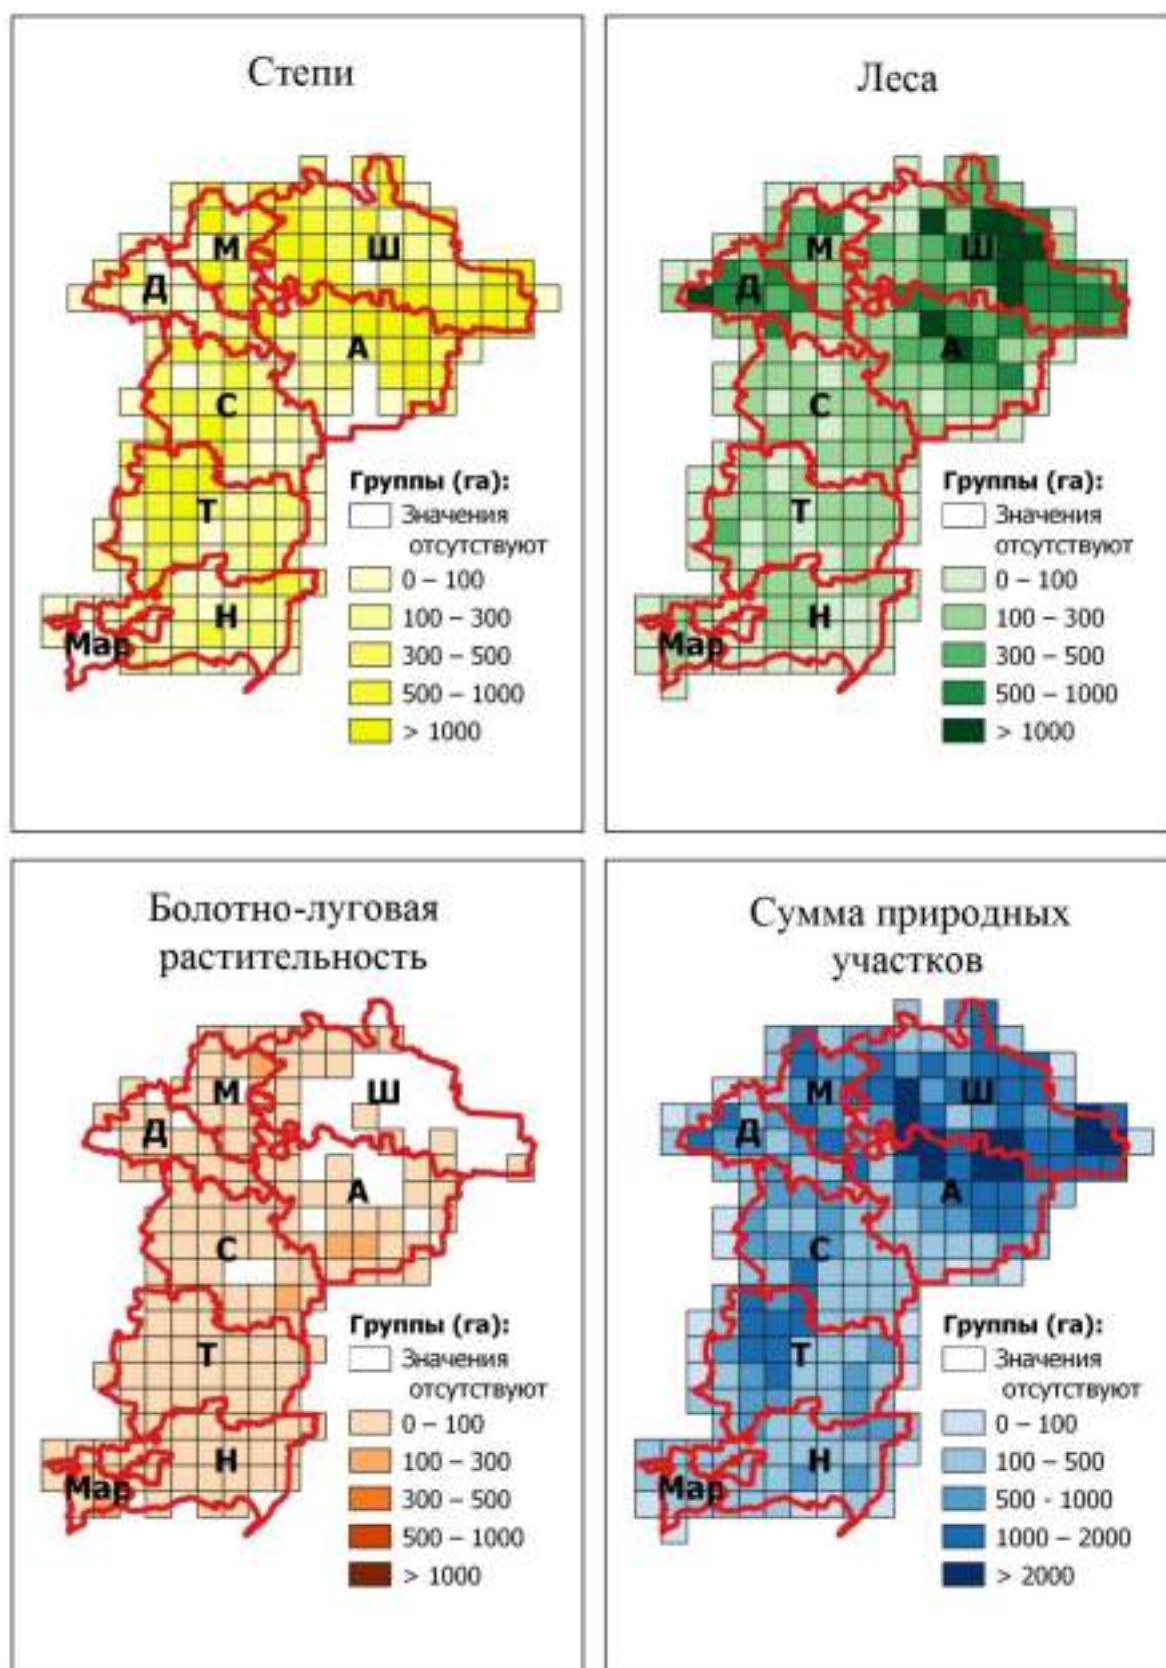 Степи
М
Ш
Д
А
С
Т
Н
Мар
Группы (га):
Значения
отсутствуют
0 – 100
100 – 300
300 – 500
500 – 1000
> 1000
Леса
М
Ш
Д
А
С
Т
Н
Мар
Группы (га):
Значения
отсутствуют
0 – 100
100 – 300
300 – 500
500 – 1000
> 1000
Болотно-луговая
растительность
М
Ш
Д
А
С
Т
Н
Мар
Группы (га):
Значения
отсутствуют
0 – 100
100 – 300
300 – 500
500 – 1000
> 1000
Сумма природных
участков
М
Ш
Д
А
С
Т
Н
Мар
Группы (га):
Значения
отсутствуют
0 – 100
100 – 500
500 - 1000
1000 – 2000
> 2000